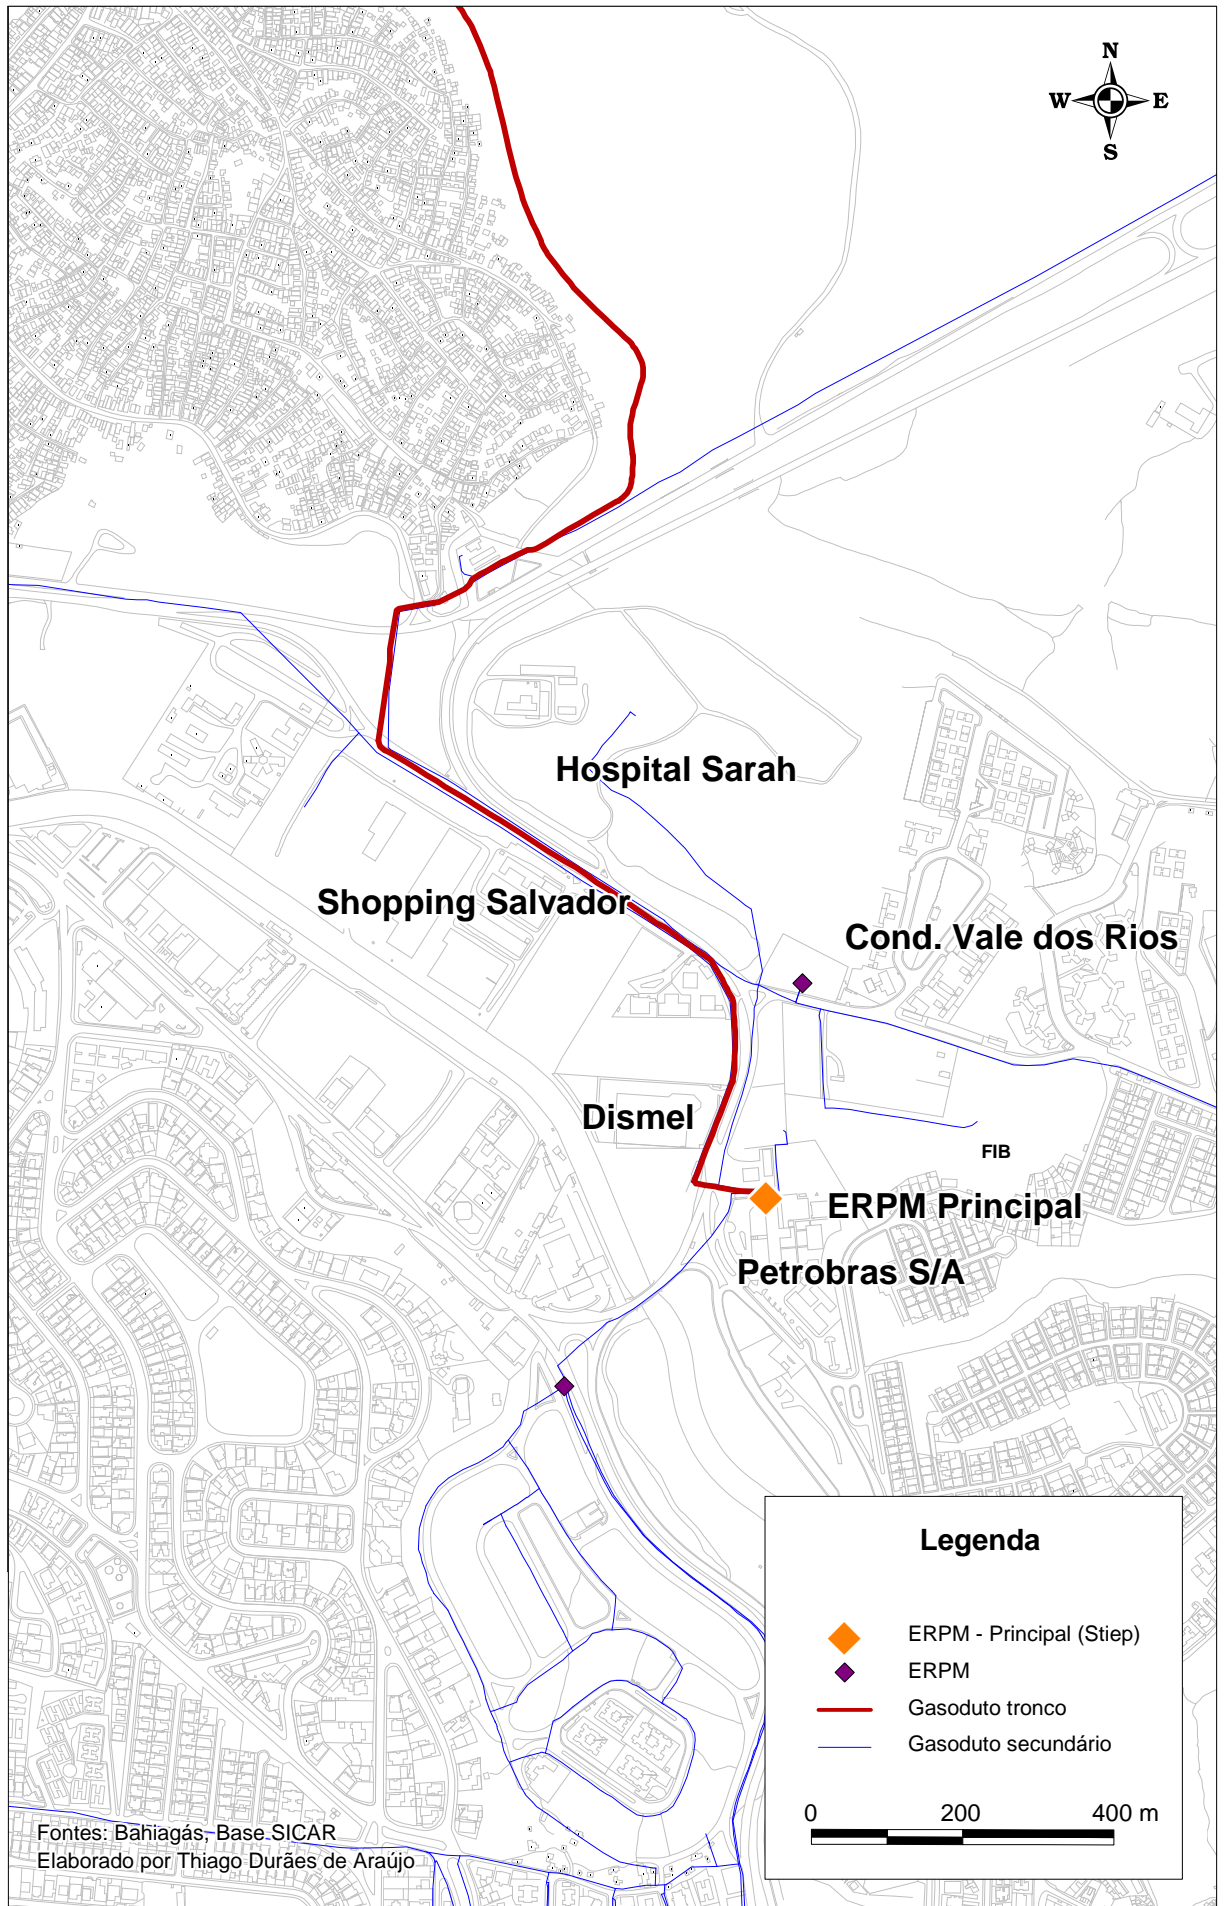 N
W E
S
Hospital Sarah
Shopping Salvador
Cond. Vale dos Rios
Dismel
FIB
ERPM Principal
Petrobras S/A
Legenda
ERPM - Principal (Stiep)
ERPM
Gasoduto tronco
Gasoduto secundário
0 200 400 m
Fontes: Bahiagás, Base SICAR
Elaborado por Thiago Durães de Araújo